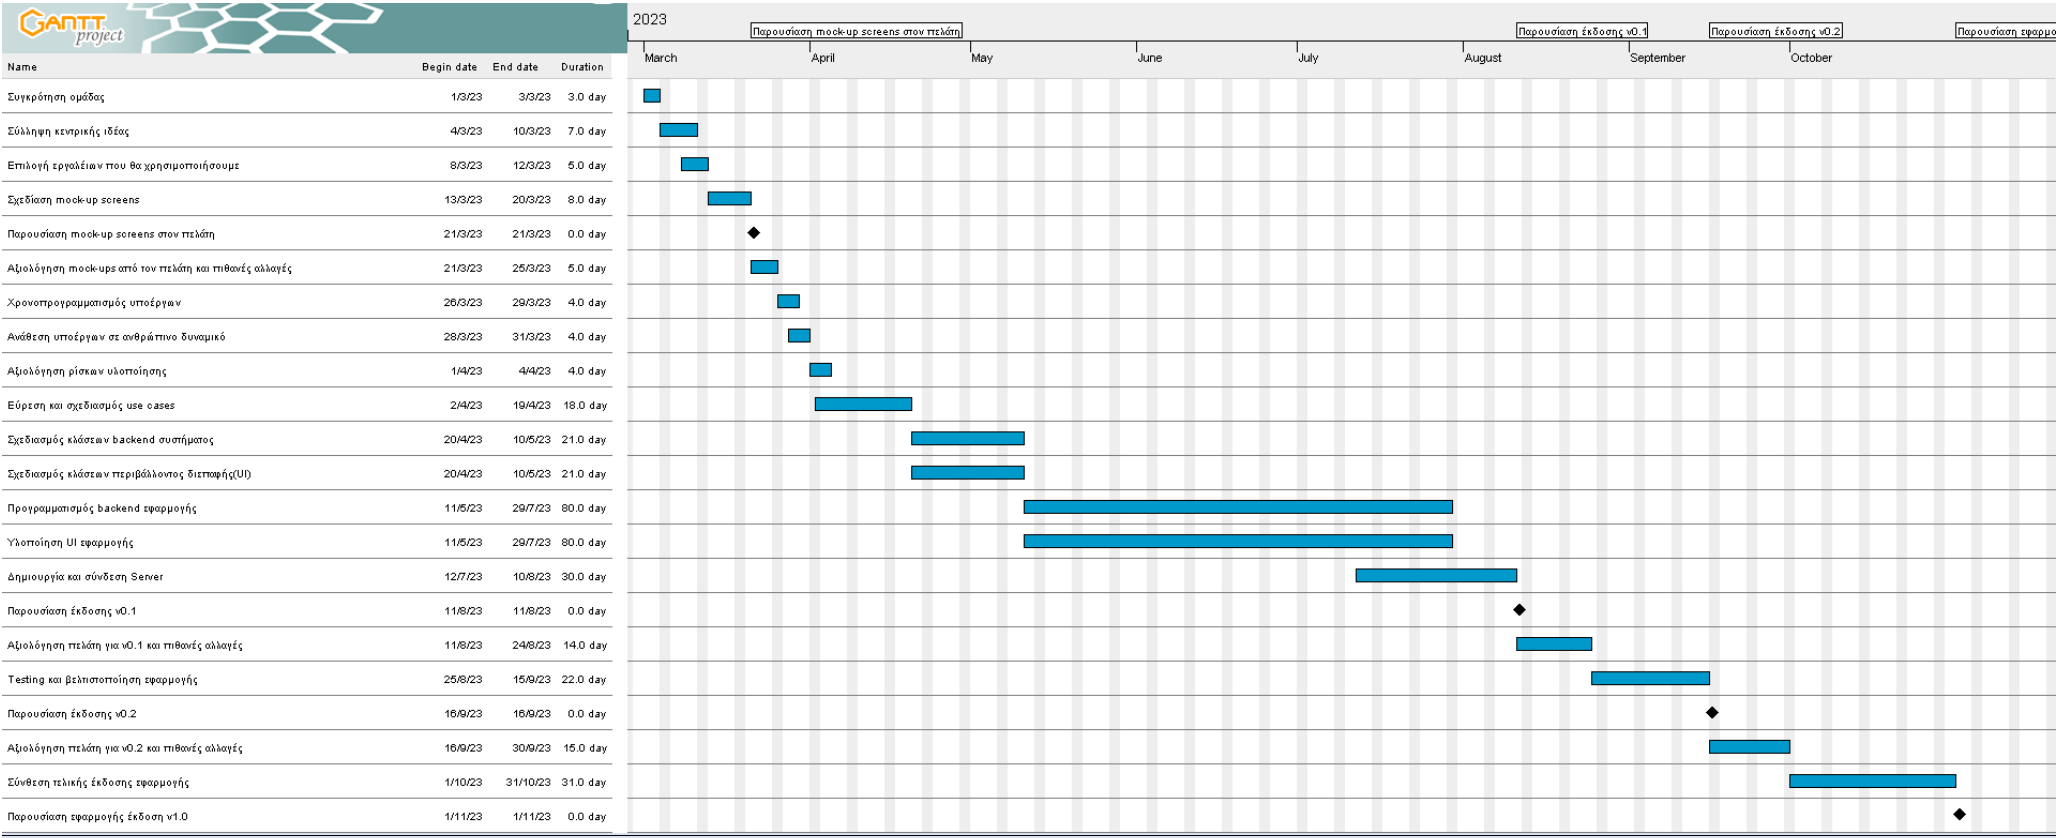 GANTT
project
2023
Παρουσίαση mock-up screens στον πελάτη
Παρουσίαση έκδοσης v0.1
Παρουσίαση έκδοσης v0.2
Παρουσίαση εφαρμο
March April May June July August September October
Name Begin date End date Duration
Συγκρότηση ομάδας 1/3/23 3/3/23 3.0 day
Σύλληψη κεντρικής ιδέας 4/3/23 10/3/23 7.0 day
Επιλογή εργαλέιων που θα χρησιμοποιήσουμε 8/3/23 12/3/23 5.0 day
Σχεδίαση mock-up screens 13/3/23 20/3/23 8.0 day
Παρουσίαση mock-up screens στον πελάτη 21/3/23 21/3/23 0.0 day
Αξιολόγηση mock-ups από τον πελάτη και πιθανές αλλαγές 21/3/23 25/3/23 5.0 day
Χρονοπρογραμματισμός υποέργων 26/3/23 29/3/23 4.0 day
Ανάθεση υποέργων σε ανθρώπινο δυναμικό 28/3/23 31/3/23 4.0 day
Αξιολόγηση ρίσκων υλοποίησης 1/4/23 4/4/23 4.0 day
Εύρεση και σχεδιασμός use cases 2/4/23 19/4/23 18.0 day
Σχεδιασμός κλάσεων backend συστήματος 20/4/23 10/5/23 21.0 day
Σχεδιασμός κλάσεων περιβάλλοντος διεπαφής(UI) 20/4/23 10/5/23 21.0 day
Προγραμματισμός backend εφαρμογής 11/5/23 29/7/23 80.0 day
Υλοποίηση UI εφαρμογής 11/5/23 29/7/23 80.0 day
Δημιουργία και σύνδεση Server 12/7/23 10/8/23 30.0 day
Παρουσίαση έκδοσης v0.1 11/8/23 11/8/23 0.0 day
Αξιολόγηση πελάτη για v0.1 και πιθανές αλλαγές 11/8/23 24/8/23 14.0 day
Testing και βελτιστοποίηση εφαρμογής 25/8/23 15/9/23 22.0 day
Παρουσίαση έκδοσης v0.2 16/9/23 16/9/23 0.0 day
Αξιολόγηση πελάτη για v0.2 και πιθανές αλλαγές 16/9/23 30/9/23 15.0 day
Σύνθεση τελικής έκδοσης εφαρμογής 1/10/23 31/10/23 31.0 day
Παρουσίαση εφαρμογής έκδοση v1.0 1/11/23 1/11/23 0.0 day